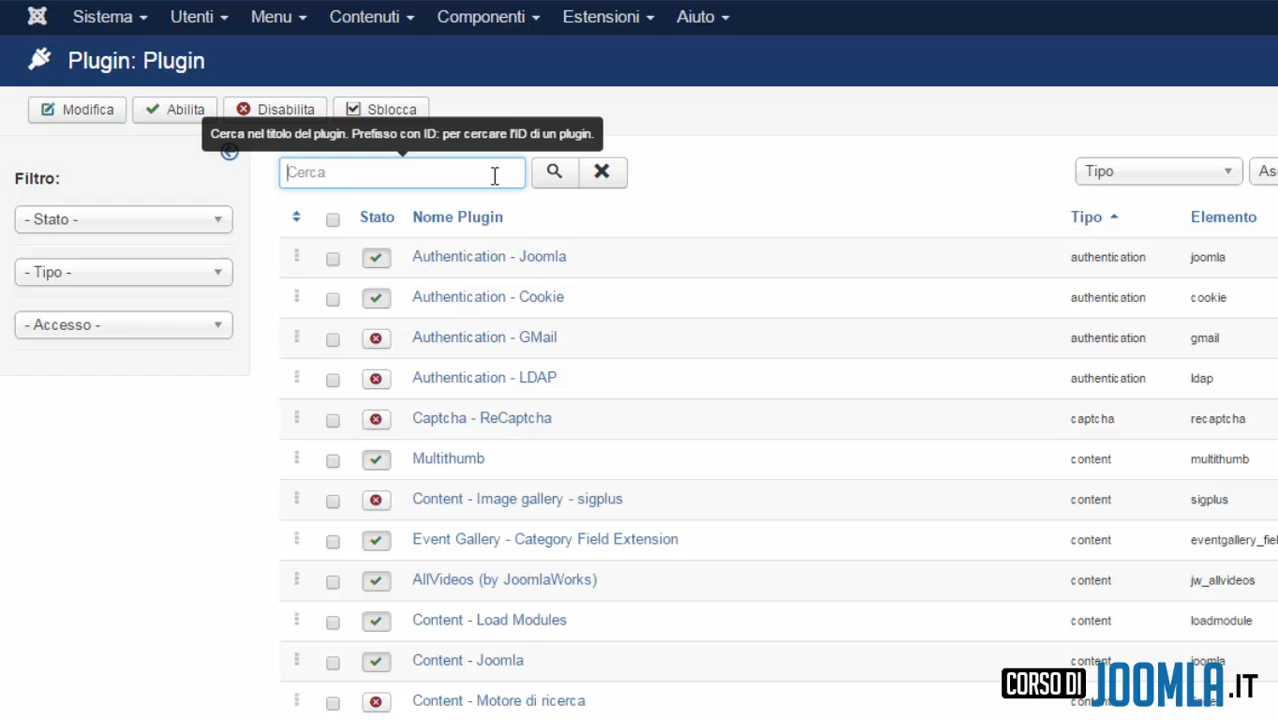 Sistema Utenti Menu Contenuti Componenti Estensioni Aiuto
Plugin: Plugin
Modifica Abilita Disabilita Sblocca
Cerca nel titolo del plugin. Prefisso con ID: per cercare l'ID di un plugin.
Filtro:
- Stato -
- Tipo -
- Accesso -
Cerca Tipo
Stato Nome Plugin Tipo Elemento
Authentication - Joomla authentication joomla
Authentication - Cookie authentication cookie
Authentication - GMail authentication gmail
Authentication - LDAP authentication ldap
Captcha - ReCaptcha captcha recaptcha
Multithumb content multithumb
Content - Image gallery - sigplus content sigplus
Event Gallery - Category Field Extension content eventgallery_fiel
AllVideos (by JoomlaWorks) content jw_allvideos
Content - Load Modules content loadmodule
Content - Joomla content joomla
Content - Motore di ricerca
CORSO DI JOOMLA.IT